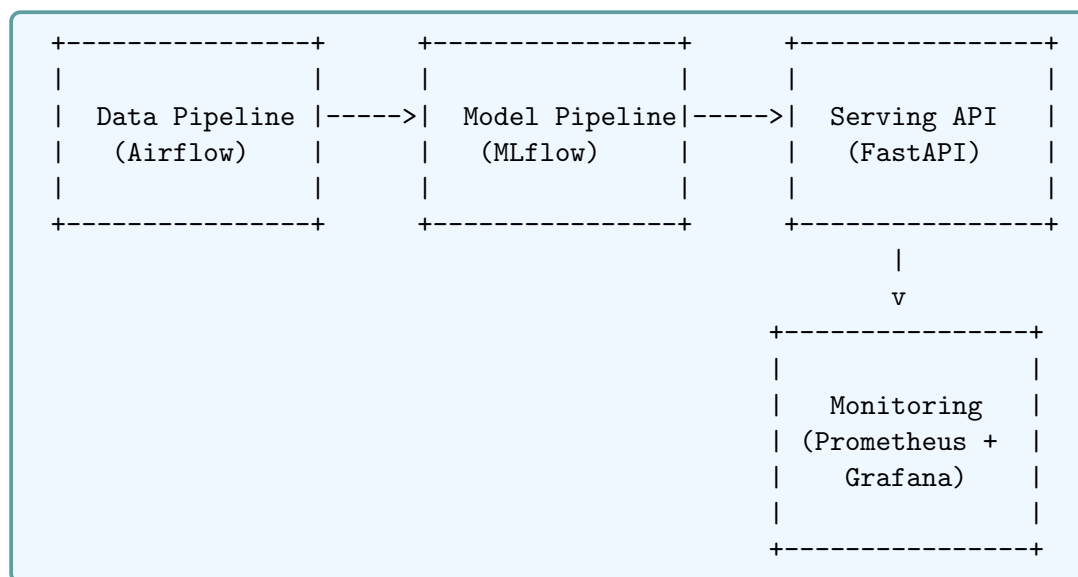 +----------------+      +----------------+      +----------------+
|                |      |                |      |                |
|  Data Pipeline |----->|  Model Pipeline|----->|  Serving API   |
|   (Airflow)    |      |   (MLflow)     |      |   (FastAPI)    |
|                |      |                |      |                |
+----------------+      +----------------+      +----------------+
                                                       |
                                                       v
                                               +----------------+
                                               |                |
                                               |   Monitoring   |
                                               | (Prometheus +  |
                                               |    Grafana)    |
                                               |                |
                                               +----------------+